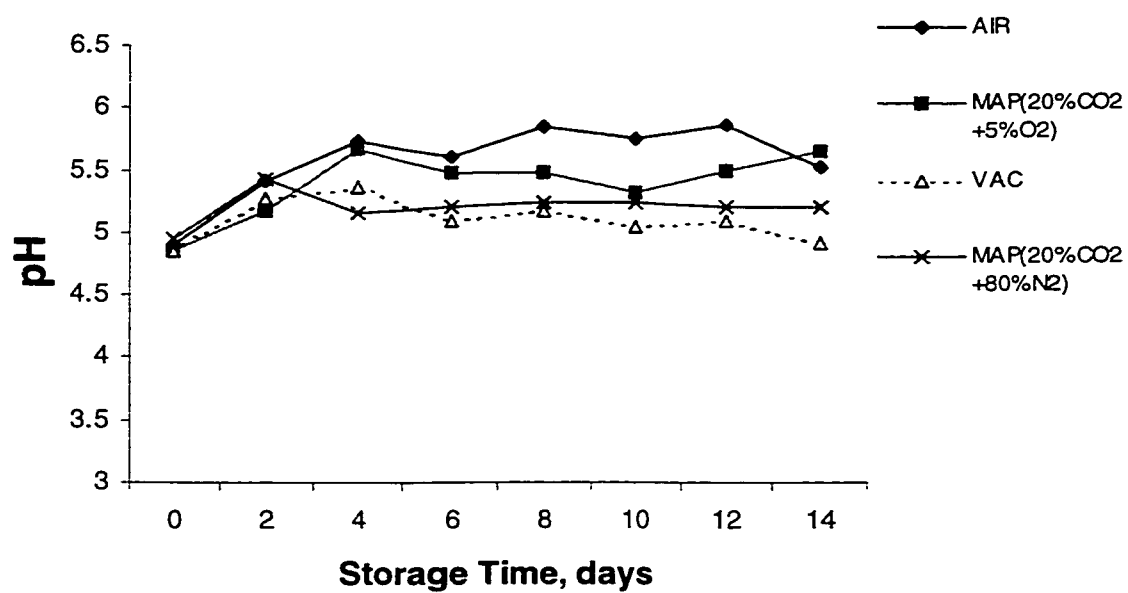 AIR
MAP(20%CO2
+5%O2)
VAC
MAP(20%CO2
+80%N2)
pH
6.5
6
5.5
5
4.5
4
3.5
3
0 2 4 6 8 10 12 14
Storage Time, days